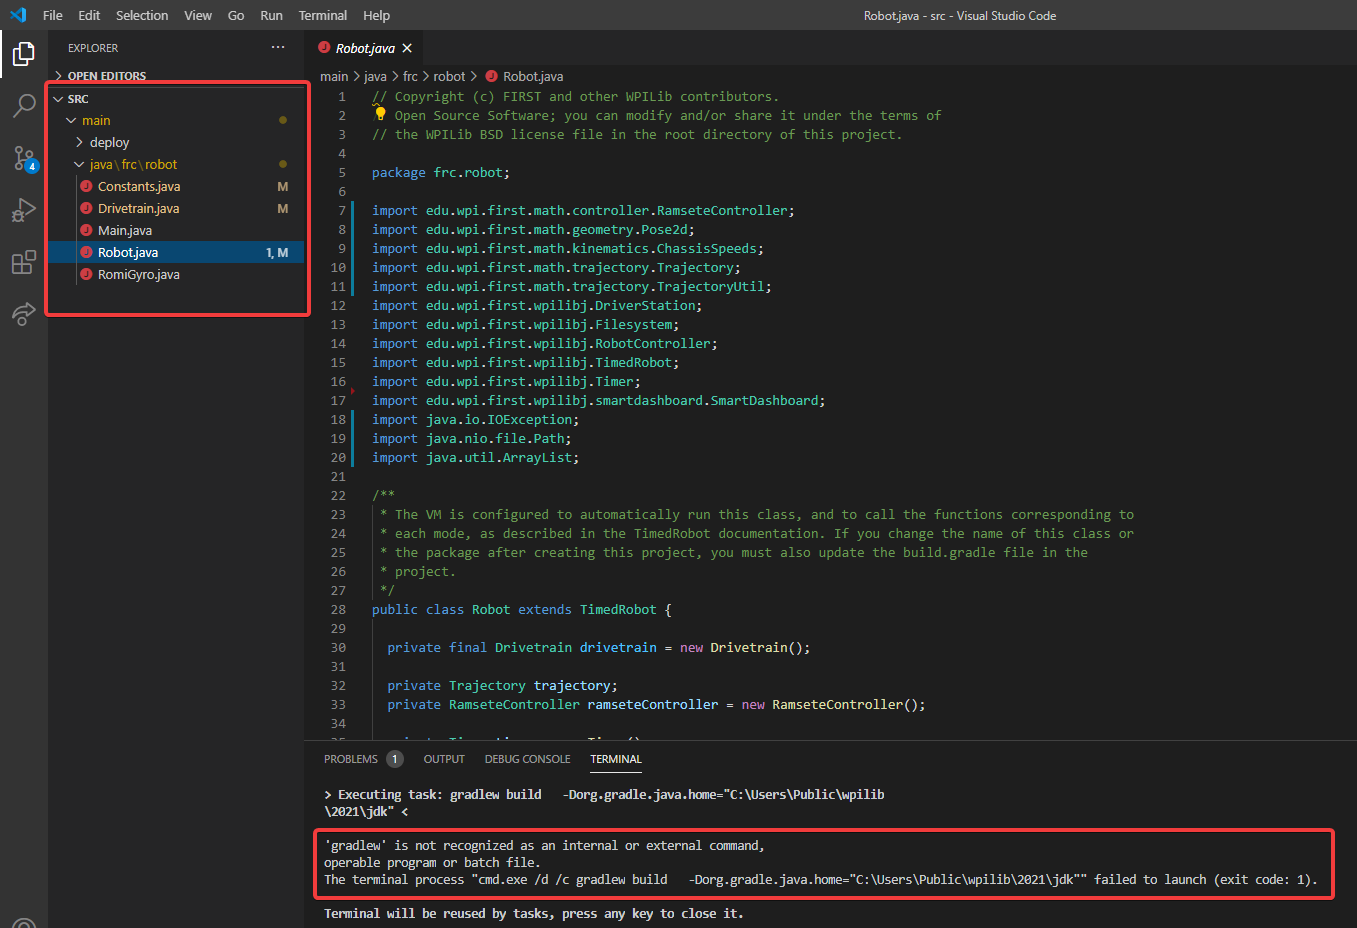 File Edit Selection View Go Run Terminal Help
Robot.java - src - Visual Studio Code
EXPLORER
OPEN EDITORS
SRC
main
deploy
java\frc\robot
Constants.java M
Drivetrain.java M
Main.java
Robot.java 1, M
RomiGyro.java
4
Robot.java
main > java > frc > robot > Robot.java
1 // Copyright (c) FIRST and other WPILib contributors.
2 Open Source Software; you can modify and/or share it under the terms of
3 // the WPILib BSD license file in the root directory of this project.
4
5 package frc.robot;
6
7 import edu.wpi.first.math.controller.RamseteController;
8 import edu.wpi.first.math.geometry.Pose2d;
9 import edu.wpi.first.math.kinematics.ChassisSpeeds;
10 import edu.wpi.first.math.trajectory.Trajectory;
11 import edu.wpi.first.math.trajectory.TrajectoryUtil;
12 import edu.wpi.first.wpilibj.DriverStation;
13 import edu.wpi.first.wpilibj.Filesystem;
14 import edu.wpi.first.wpilibj.RobotController;
15 import edu.wpi.first.wpilibj.TimedRobot;
16 import edu.wpi.first.wpilibj.Timer;
17 import edu.wpi.first.wpilibj.smartdashboard.SmartDashboard;
18 import java.io.IOException;
19 import java.nio.file.Path;
20 import java.util.ArrayList;
21
22 /**
23 * The VM is configured to automatically run this class, and to call the functions corresponding to
24 * each mode, as described in the TimedRobot documentation. If you change the name of this class or
25 * the package after creating this project, you must also update the build.gradle file in the
26 * project.
27 */
28 public class Robot extends TimedRobot {
29
30 private final Drivetrain drivetrain = new Drivetrain();
31
32 private Trajectory trajectory;
33 private RamseteController ramseteController = new RamseteController();
34
PROBLEMS 1 OUTPUT DEBUG CONSOLE TERMINAL
> Executing task: gradlew build -Dorg.gradle.java.home="C:\Users\Public\wpilib
\2021\jdk" <
'gradlew' is not recognized as an internal or external command,
operable program or batch file.
The terminal process "cmd.exe /d /c gradlew build -Dorg.gradle.java.home="C:\Users\Public\wpilib\2021\jdk"" failed to launch (exit code: 1).
Terminal will be reused by tasks, press any key to close it.